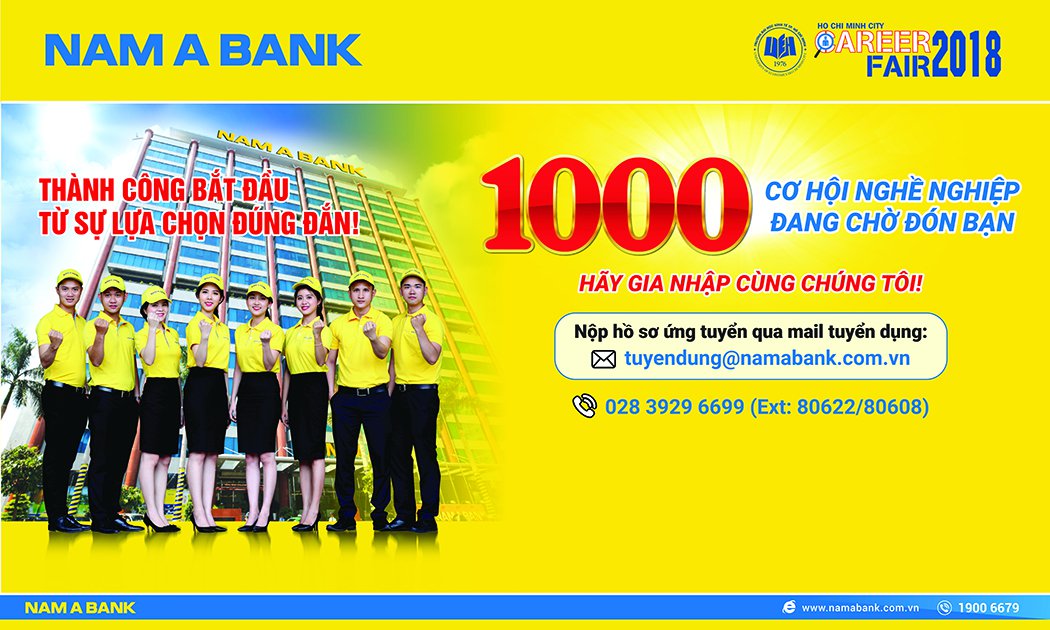 NAM A BANK
UEH
1976
HO CHI MINH CITY
CAREER
FAIR 2018
NAM A BANK
THÀNH CÔNG BẮT ĐẦU
TỪ SỰ LỰA CHỌN ĐÚNG ĐẮN!
1000
CƠ HỘI NGHỀ NGHIỆP
ĐANG CHỜ ĐÓN BẠN
HÃY GIA NHẬP CÙNG CHÚNG TÔI!
Nộp hồ sơ ứng tuyển qua mail tuyển dụng:
tuyendung@namabank.com.vn
028 3929 6699 (Ext: 80622/80608)
NAM A BANK
www.namabank.com.vn
1900 6679